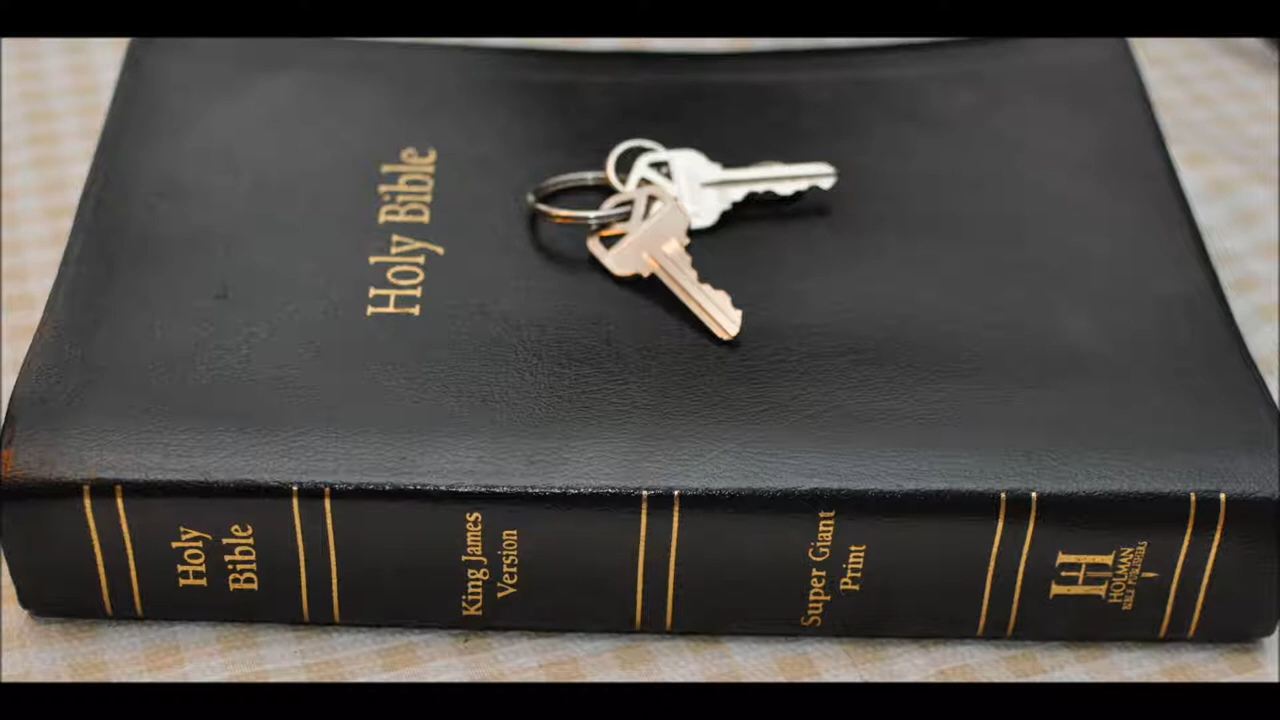 Holy Bible
Holy
Bible
King James
Version
Super Giant
Print
H
HOLMAN
BIBLE PUBLISHERS